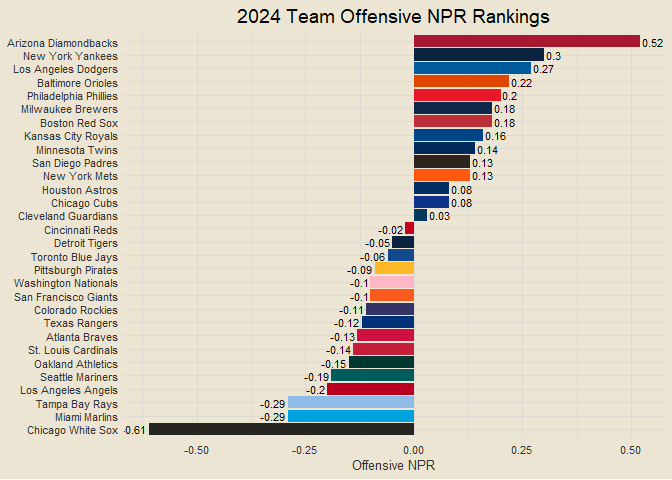 2024 Team Offensive NPR Rankings
Arizona Diamondbacks 0.52
New York Yankees 0.3
Los Angeles Dodgers 0.27
Baltimore Orioles 0.22
Philadelphia Phillies 0.2
Milwaukee Brewers 0.18
Boston Red Sox 0.18
Kansas City Royals 0.16
Minnesota Twins 0.14
San Diego Padres 0.13
New York Mets 0.13
Houston Astros 0.08
Chicago Cubs 0.08
Cleveland Guardians 0.03
Cincinnati Reds -0.02
Detroit Tigers -0.05
Toronto Blue Jays -0.06
Pittsburgh Pirates -0.09
Washington Nationals -0.1
San Francisco Giants -0.1
Colorado Rockies -0.11
Texas Rangers -0.12
Atlanta Braves -0.13
St. Louis Cardinals -0.14
Oakland Athletics -0.15
Seattle Mariners -0.19
Los Angeles Angels -0.2
Tampa Bay Rays -0.29
Miami Marlins -0.29
Chicago White Sox -0.61
-0.50 -0.25 0.00 0.25 0.50
Offensive NPR